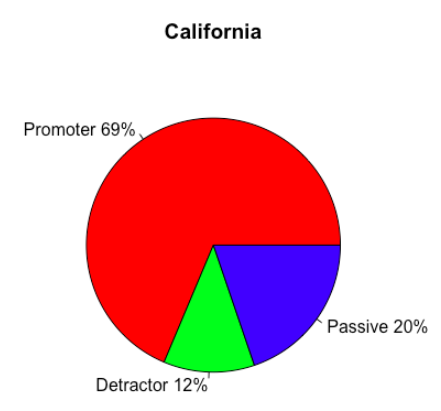 California
Promoter 69%
Passive 20%
Detractor 12%